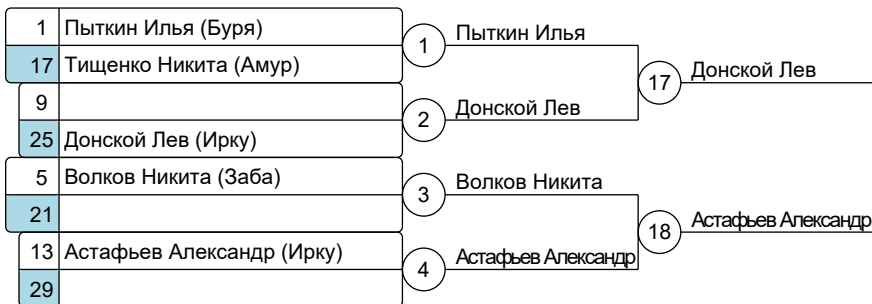 1 Пыткин Илья (Буря)
17 Тищенко Никита (Амур)
1 Пыткин Илья
9
25 Донской Лев (Ирку)
2 Донской Лев
17 Донской Лев
5 Волков Никита (Заба)
21
3 Волков Никита
13 Астафьев Александр (Ирку)
29
4 Астафьев Александр
18 Астафьев Александр